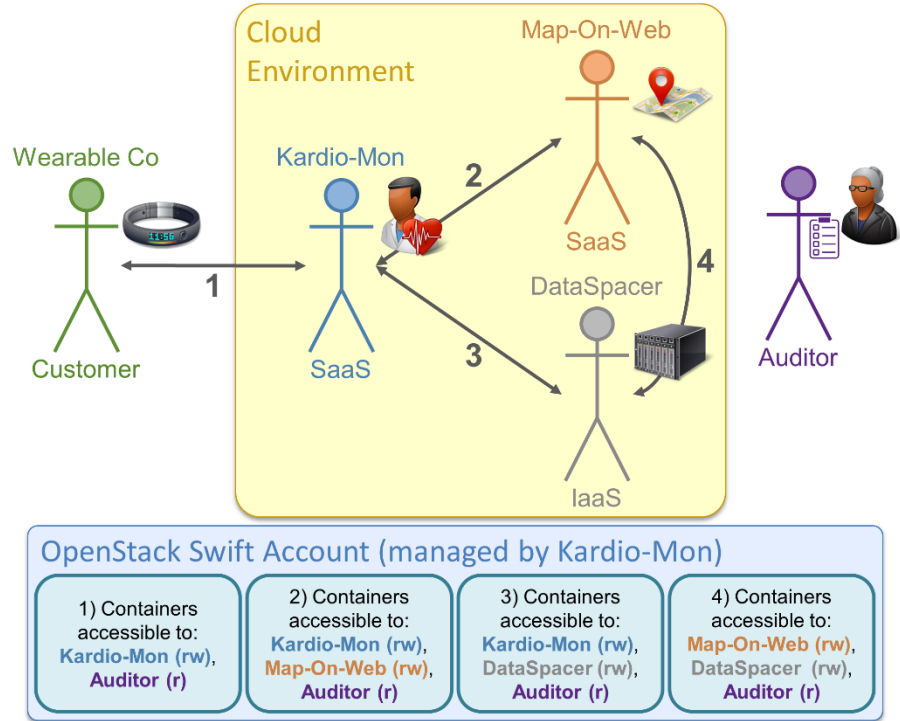 Cloud
Environment
Map-On-Web
Wearable Co
Kardio-Mon
2
11:56
SaaS
1
4
DataSpacer
3
Customer
SaaS
Auditor
IaaS
OpenStack Swift Account (managed by Kardio-Mon)
1) Containers
accessible to:
Kardio-Mon (rw),
Auditor (r)
2) Containers
accessible to:
Kardio-Mon (rw),
Map-On-Web (rw),
Auditor (r)
3) Containers
accessible to:
Kardio-Mon (rw),
DataSpacer (rw),
Auditor (r)
4) Containers
accessible to:
Map-On-Web (rw),
DataSpacer (rw),
Auditor (r)